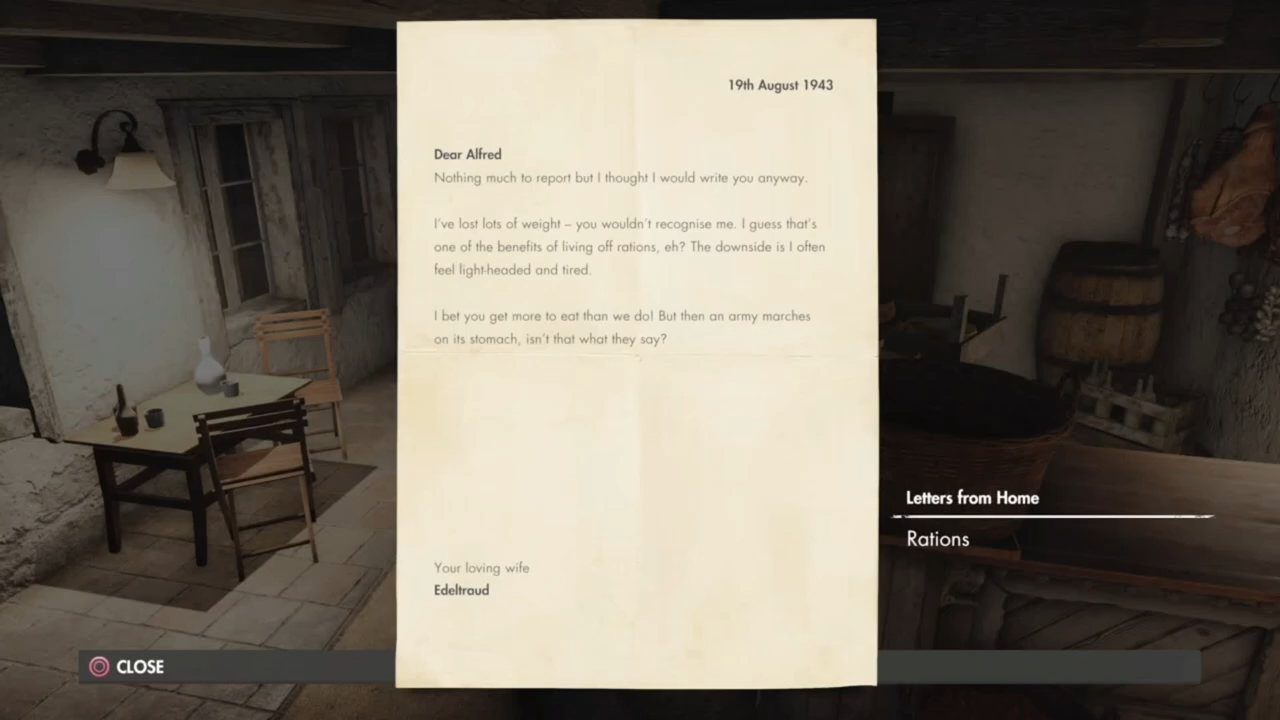 19th August 1943
Dear Alfred
Nothing much to report but I thought I would write you anyway.
I've lost lots of weight – you wouldn't recognise me. I guess that's
one of the benefits of living off rations, eh? The downside is I often
feel light-headed and tired.
I bet you get more to eat than we do! But then an army marches
on its stomach, isn't that what they say?
Your loving wife
Edeltraud
Letters from Home
Rations
CLOSE